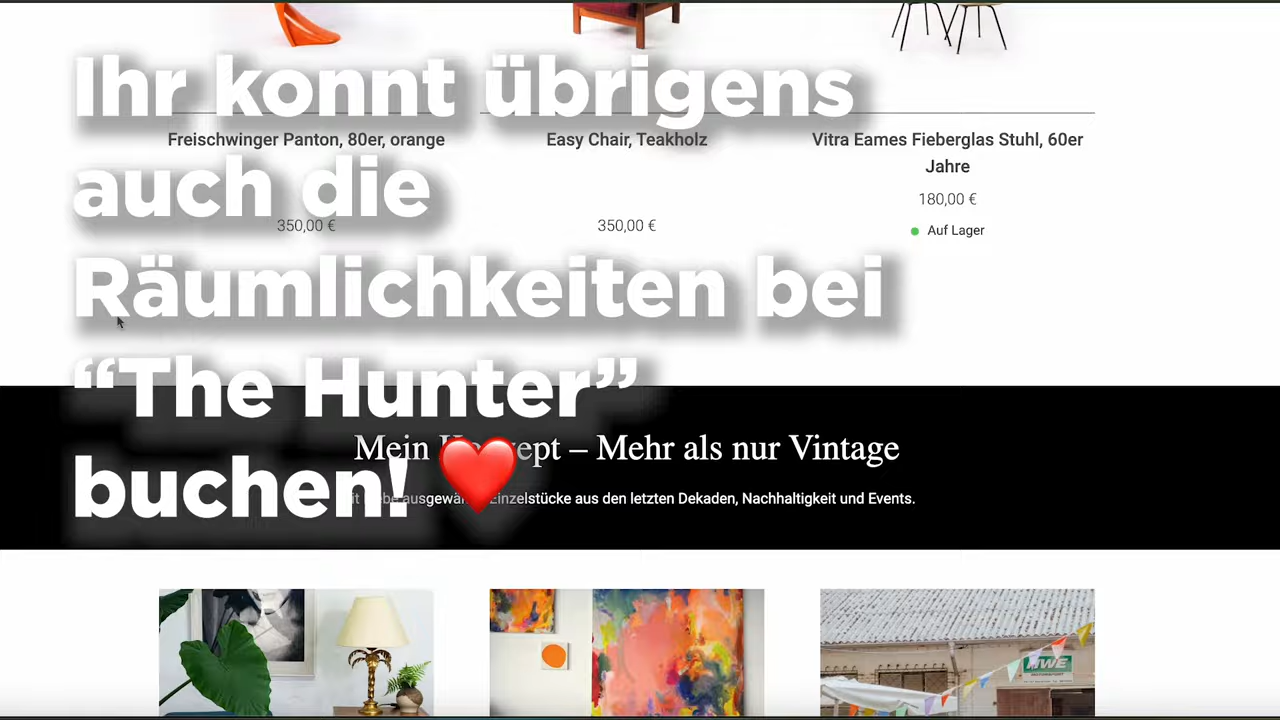 Ihr konnt übrigens
auch die
Räumlichkeiten bei
“The Hunter”
buchen! ❤️
Freischwinger Panton, 80er, orange
350,00 €
Easy Chair, Teakholz
350,00 €
Vitra Eames Fieberglas Stuhl, 60er
Jahre
180,00 €
Auf Lager
Mein Konzept – Mehr als nur Vintage
Einzelstücke aus den letzten Dekaden, Nachhaltigkeit und Events.
MWE